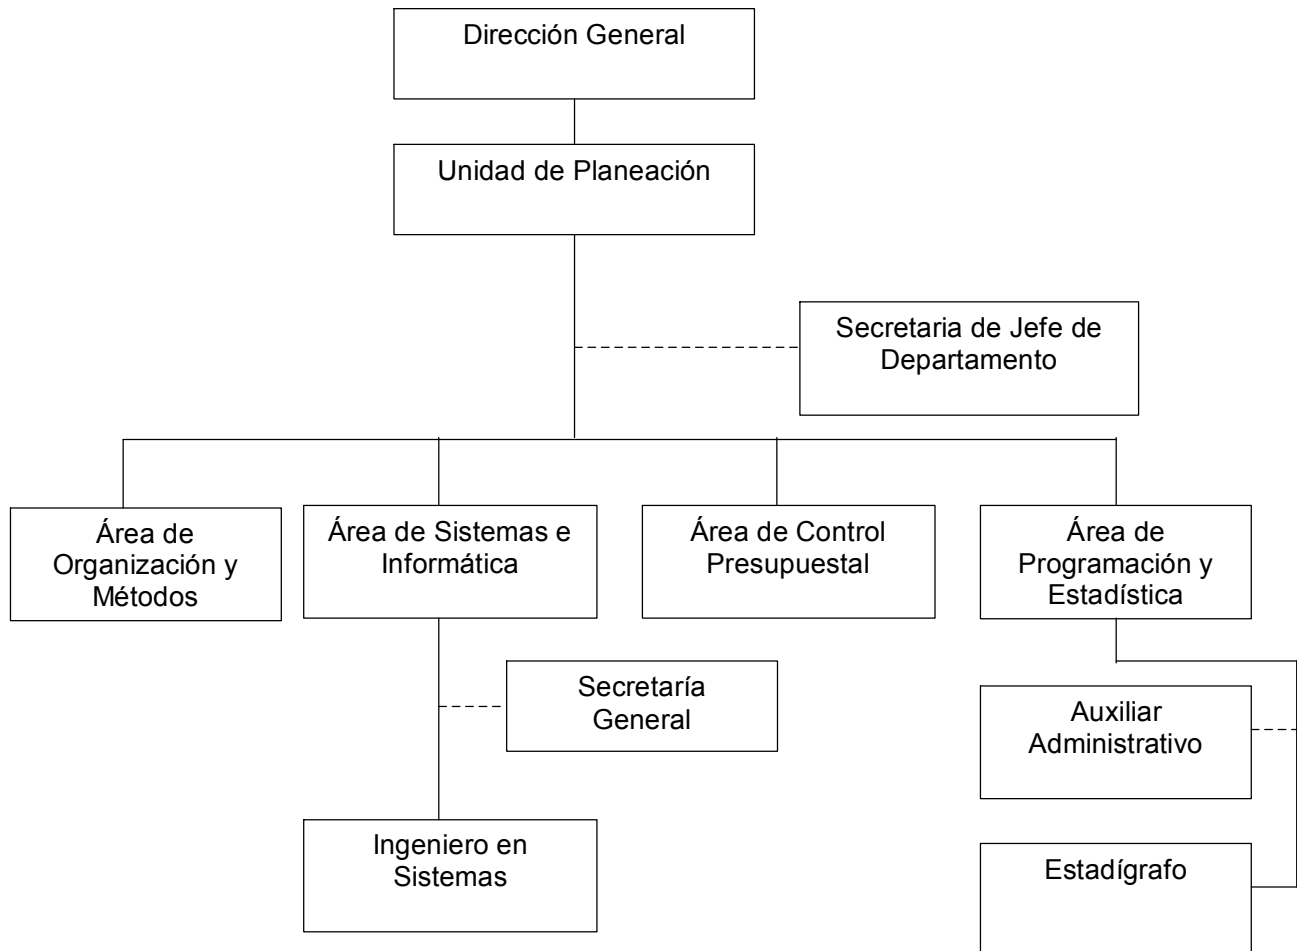 Dirección General
Unidad de Planeación
Secretaria de Jefe de
Departamento
Área de
Organización y
Métodos
Área de Sistemas e
Informática
Área de Control
Presupuestal
Área de
Programación y
Estadística
Secretaría
General
Auxiliar
Administrativo
Ingeniero en
Sistemas
Estadígrafo